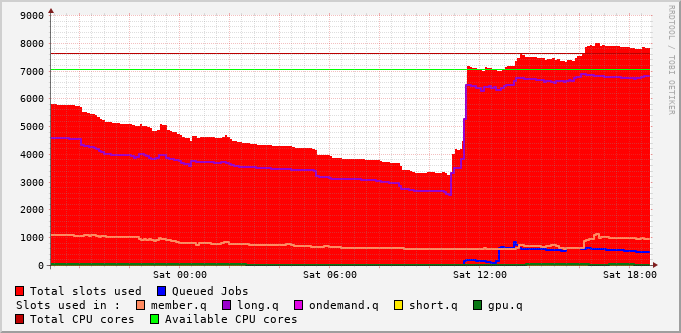 RRDTOOL / TOBI OETIKER
9000
8000
7000
6000
5000
4000
3000
2000
1000
0
Sat 00:00 Sat 06:00 Sat 12:00 Sat 18:00
Total slots used Queued Jobs
Slots used in : member.q long.q ondemand.q short.q gpu.q
Total CPU cores Available CPU cores